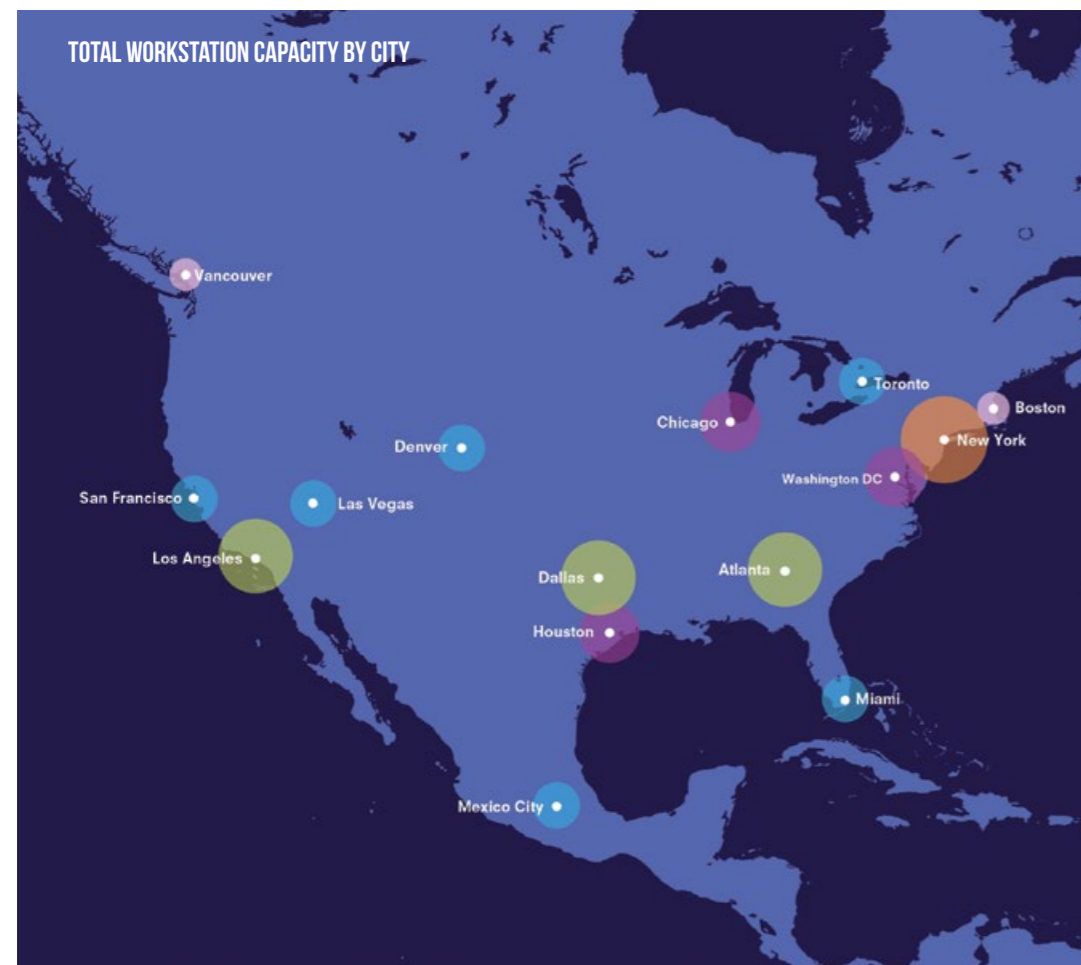 TOTAL WORKSTATION CAPACITY BY CITY
Vancouver
Toronto
Boston
Chicago
New York
Denver
Washington DC
San Francisco
Las Vegas
Los Angeles
Dallas
Atlanta
Houston
Miami
Mexico City